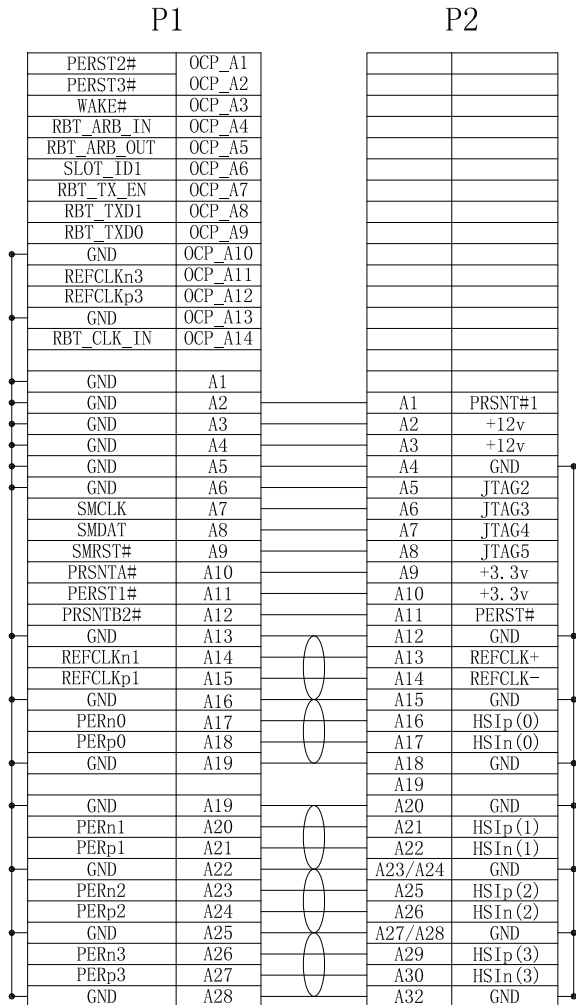 P1 P2
PERST2# OCP_A1
PERST3# OCP_A2
WAKE# OCP_A3
RBT_ARB_IN OCP_A4
RBT_ARB_OUT OCP_A5
SLOT_ID1 OCP_A6
RBT_TX_EN OCP_A7
RBT_TXD1 OCP_A8
RBT_TXD0 OCP_A9
GND OCP_A10
REFCLKn3 OCP_A11
REFCLKp3 OCP_A12
GND OCP_A13
RBT_CLK_IN OCP_A14
GND A1
GND A2 A1 PRSNT#1
GND A3 A2 +12v
GND A4 A3 +12v
GND A5 A4 GND
GND A6 A5 JTAG2
SMCLK A7 A6 JTAG3
SMDAT A8 A7 JTAG4
SMRST# A9 A8 JTAG5
PRSNTA# A10 A9 +3.3v
PERST1# A11 A10 +3.3v
PRSNTB2# A12 A11 PERST#
GND A13 A12 GND
REFCLKn1 A14 A13 REFCLK+
REFCLKp1 A15 A14 REFCLK-
GND A16 A15 GND
PERn0 A17 A16 HSIp(0)
PERp0 A18 A17 HSIn(0)
GND A19 A18 GND
A19
GND A19 A20 GND
PERn1 A20 A21 HSIp(1)
PERp1 A21 A22 HSIn(1)
GND A22 A23/A24 GND
PERn2 A23 A25 HSIp(2)
PERp2 A24 A26 HSIn(2)
GND A25 A27/A28 GND
PERn3 A26 A29 HSIp(3)
PERp3 A27 A30 HSIn(3)
GND A28 A32 GND